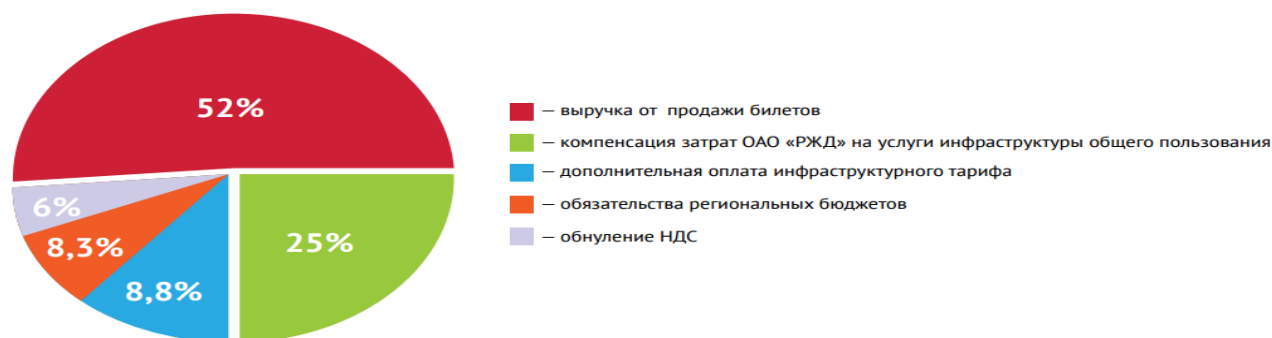 52%
6%
8,3%
8,8%
25%
– выручка от продажи билетов
– компенсация затрат ОАО «РЖД» на услуги инфраструктуры общего пользования
– дополнительная оплата инфраструктурного тарифа
– обязательства региональных бюджетов
– обнуление НДС